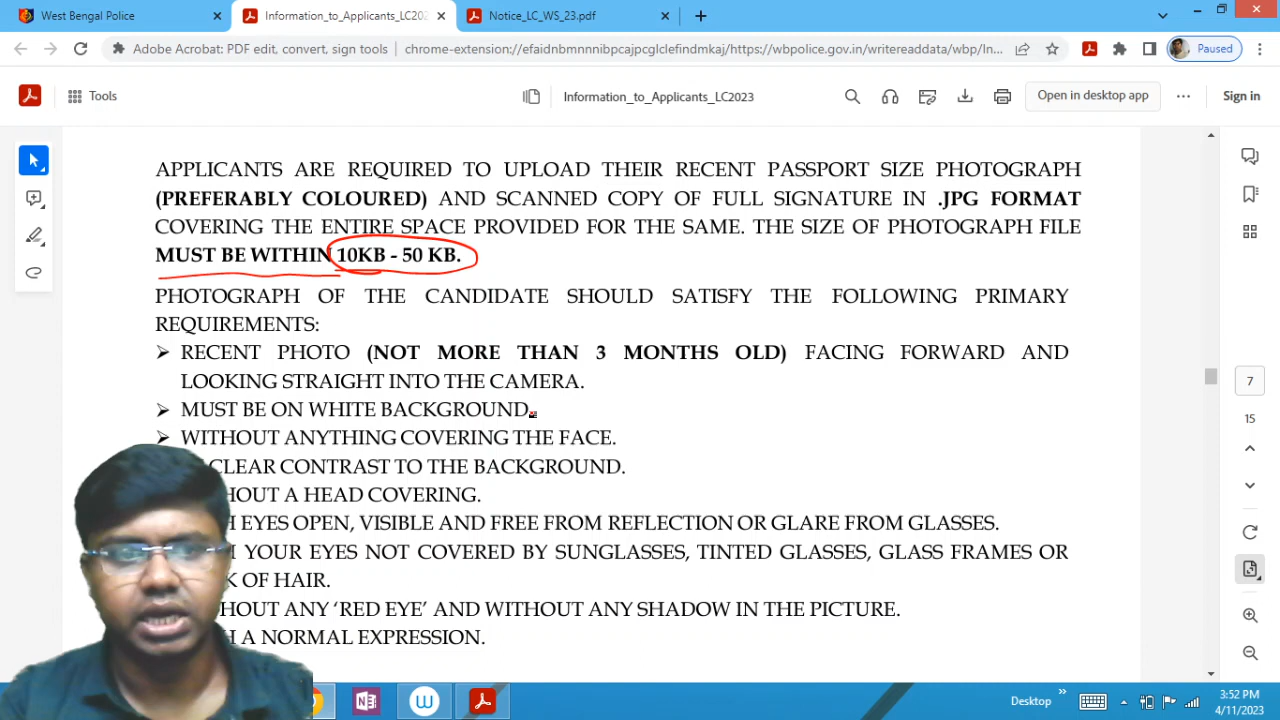 West Bengal Police
Information_to_Applicants_LC202
Notice_LC_WS_23.pdf
Adobe Acrobat: PDF edit, convert, sign tools
chrome-extension://efaidnbmnnnibpcajpcglclefindmkaj/https://wbpolice.gov.in/writereaddata/wbp/In...
Paused
Tools
Information_to_Applicants_LC2023
Open in desktop app
Sign in
APPLICANTS ARE REQUIRED TO UPLOAD THEIR RECENT PASSPORT SIZE PHOTOGRAPH
(PREFERABLY COLOURED) AND SCANNED COPY OF FULL SIGNATURE IN .JPG FORMAT
COVERING THE ENTIRE SPACE PROVIDED FOR THE SAME. THE SIZE OF PHOTOGRAPH FILE
MUST BE WITHIN 10KB - 50 KB.
PHOTOGRAPH OF THE CANDIDATE SHOULD SATISFY THE FOLLOWING PRIMARY
REQUIREMENTS:
➢ RECENT PHOTO (NOT MORE THAN 3 MONTHS OLD) FACING FORWARD AND
LOOKING STRAIGHT INTO THE CAMERA.
➢ MUST BE ON WHITE BACKGROUND.
➢ WITHOUT ANYTHING COVERING THE FACE.
CLEAR CONTRAST TO THE BACKGROUND.
HOUT A HEAD COVERING.
H EYES OPEN, VISIBLE AND FREE FROM REFLECTION OR GLARE FROM GLASSES.
YOUR EYES NOT COVERED BY SUNGLASSES, TINTED GLASSES, GLASS FRAMES OR
K OF HAIR.
HOUT ANY ‘RED EYE’ AND WITHOUT ANY SHADOW IN THE PICTURE.
H A NORMAL EXPRESSION.
7
15
Desktop
3:52 PM
4/11/2023